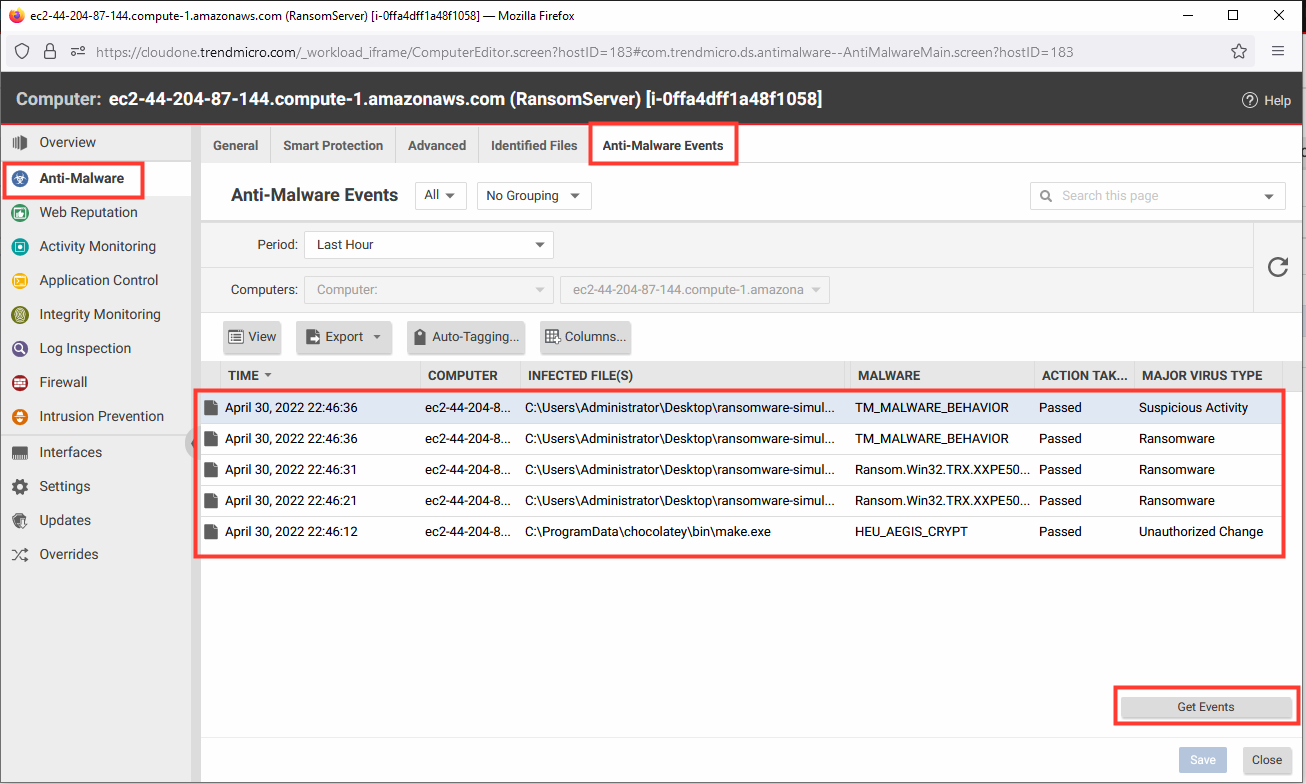 ec2-44-204-87-144.compute-1.amazonaws.com (RansomServer) [i-0ffa4dff1a48f1058] — Mozilla Firefox
https://cloudone.trendmicro.com/_workload_iframe/ComputerEditor.screen?hostID=183#com.trendmicro.ds.antimalware--AntiMalwareMain.screen?hostID=183
Computer: ec2-44-204-87-144.compute-1.amazonaws.com (RansomServer) [i-0ffa4dff1a48f1058]
Help
Overview
Anti-Malware
Web Reputation
Activity Monitoring
Application Control
Integrity Monitoring
Log Inspection
Firewall
Intrusion Prevention
Interfaces
Settings
Updates
Overrides
General Smart Protection Advanced Identified Files Anti-Malware Events
Anti-Malware Events All No Grouping Search this page
Period: Last Hour
Computers: Computer: ec2-44-204-87-144.compute-1.amazona
View Export Auto-Tagging... Columns...
TIME COMPUTER INFECTED FILE(S) MALWARE ACTION TAK... MAJOR VIRUS TYPE
April 30, 2022 22:46:36 ec2-44-204-8... C:\Users\Administrator\Desktop\ransomware-simul... TM_MALWARE_BEHAVIOR Passed Suspicious Activity
April 30, 2022 22:46:36 ec2-44-204-8... C:\Users\Administrator\Desktop\ransomware-simul... TM_MALWARE_BEHAVIOR Passed Ransomware
April 30, 2022 22:46:31 ec2-44-204-8... C:\Users\Administrator\Desktop\ransomware-simul... Ransom.Win32.TRX.XXPE50... Passed Ransomware
April 30, 2022 22:46:21 ec2-44-204-8... C:\Users\Administrator\Desktop\ransomware-simul... Ransom.Win32.TRX.XXPE50... Passed Ransomware
April 30, 2022 22:46:12 ec2-44-204-8... C:\ProgramData\chocolatey\bin\make.exe HEU_AEGIS_CRYPT Passed Unauthorized Change
Get Events
Save Close